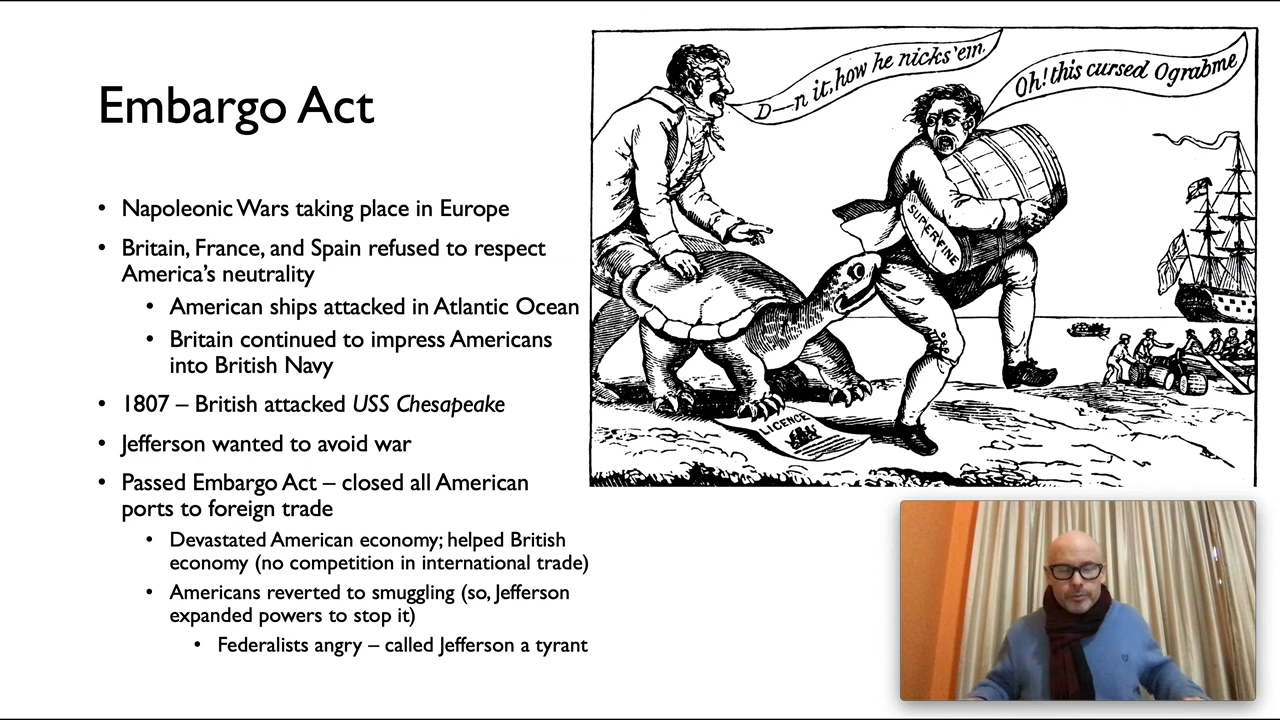 Embargo Act
• Napoleonic Wars taking place in Europe
• Britain, France, and Spain refused to respect
America's neutrality
• American ships attacked in Atlantic Ocean
• Britain continued to impress Americans
into British Navy
• 1807 – British attacked USS Chesapeake
• Jefferson wanted to avoid war
• Passed Embargo Act – closed all American
ports to foreign trade
• Devastated American economy; helped British
economy (no competition in international trade)
• Americans reverted to smuggling (so, Jefferson
expanded powers to stop it)
• Federalists angry – called Jefferson a tyrant
D—n it, how he nicks 'em.
Oh! this cursed Ograbme
SUPERFINE
LICENCE